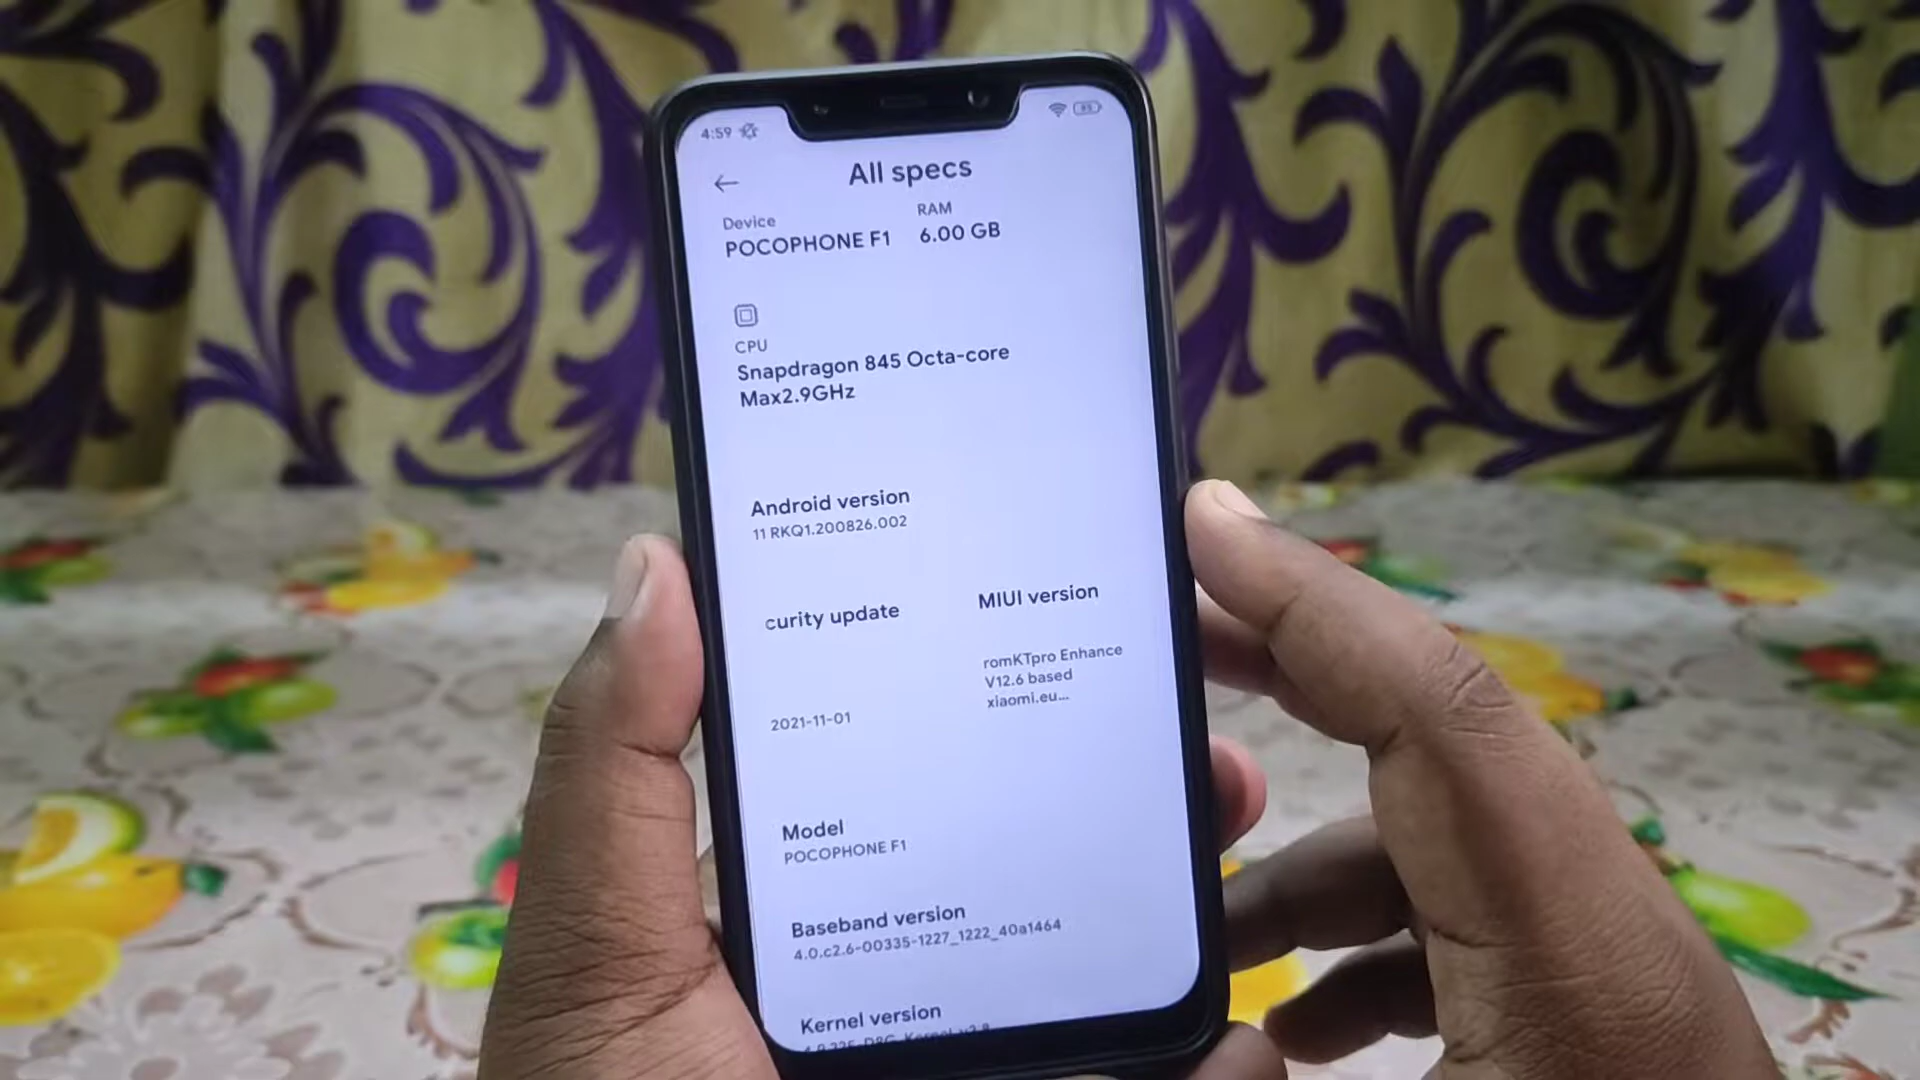 4:59
85
All specs
Device
POCOPHONE F1
RAM
6.00 GB
CPU
Snapdragon 845 Octa-core
Max2.9GHz
Android version
11 RKQ1.200826.002
curity update
2021-11-01
MIUI version
romKTpro Enhance
V12.6 based
xiaomi.eu...
Model
POCOPHONE F1
Baseband version
4.0.c2.6-00335-1227_1222_40a1464
Kernel version